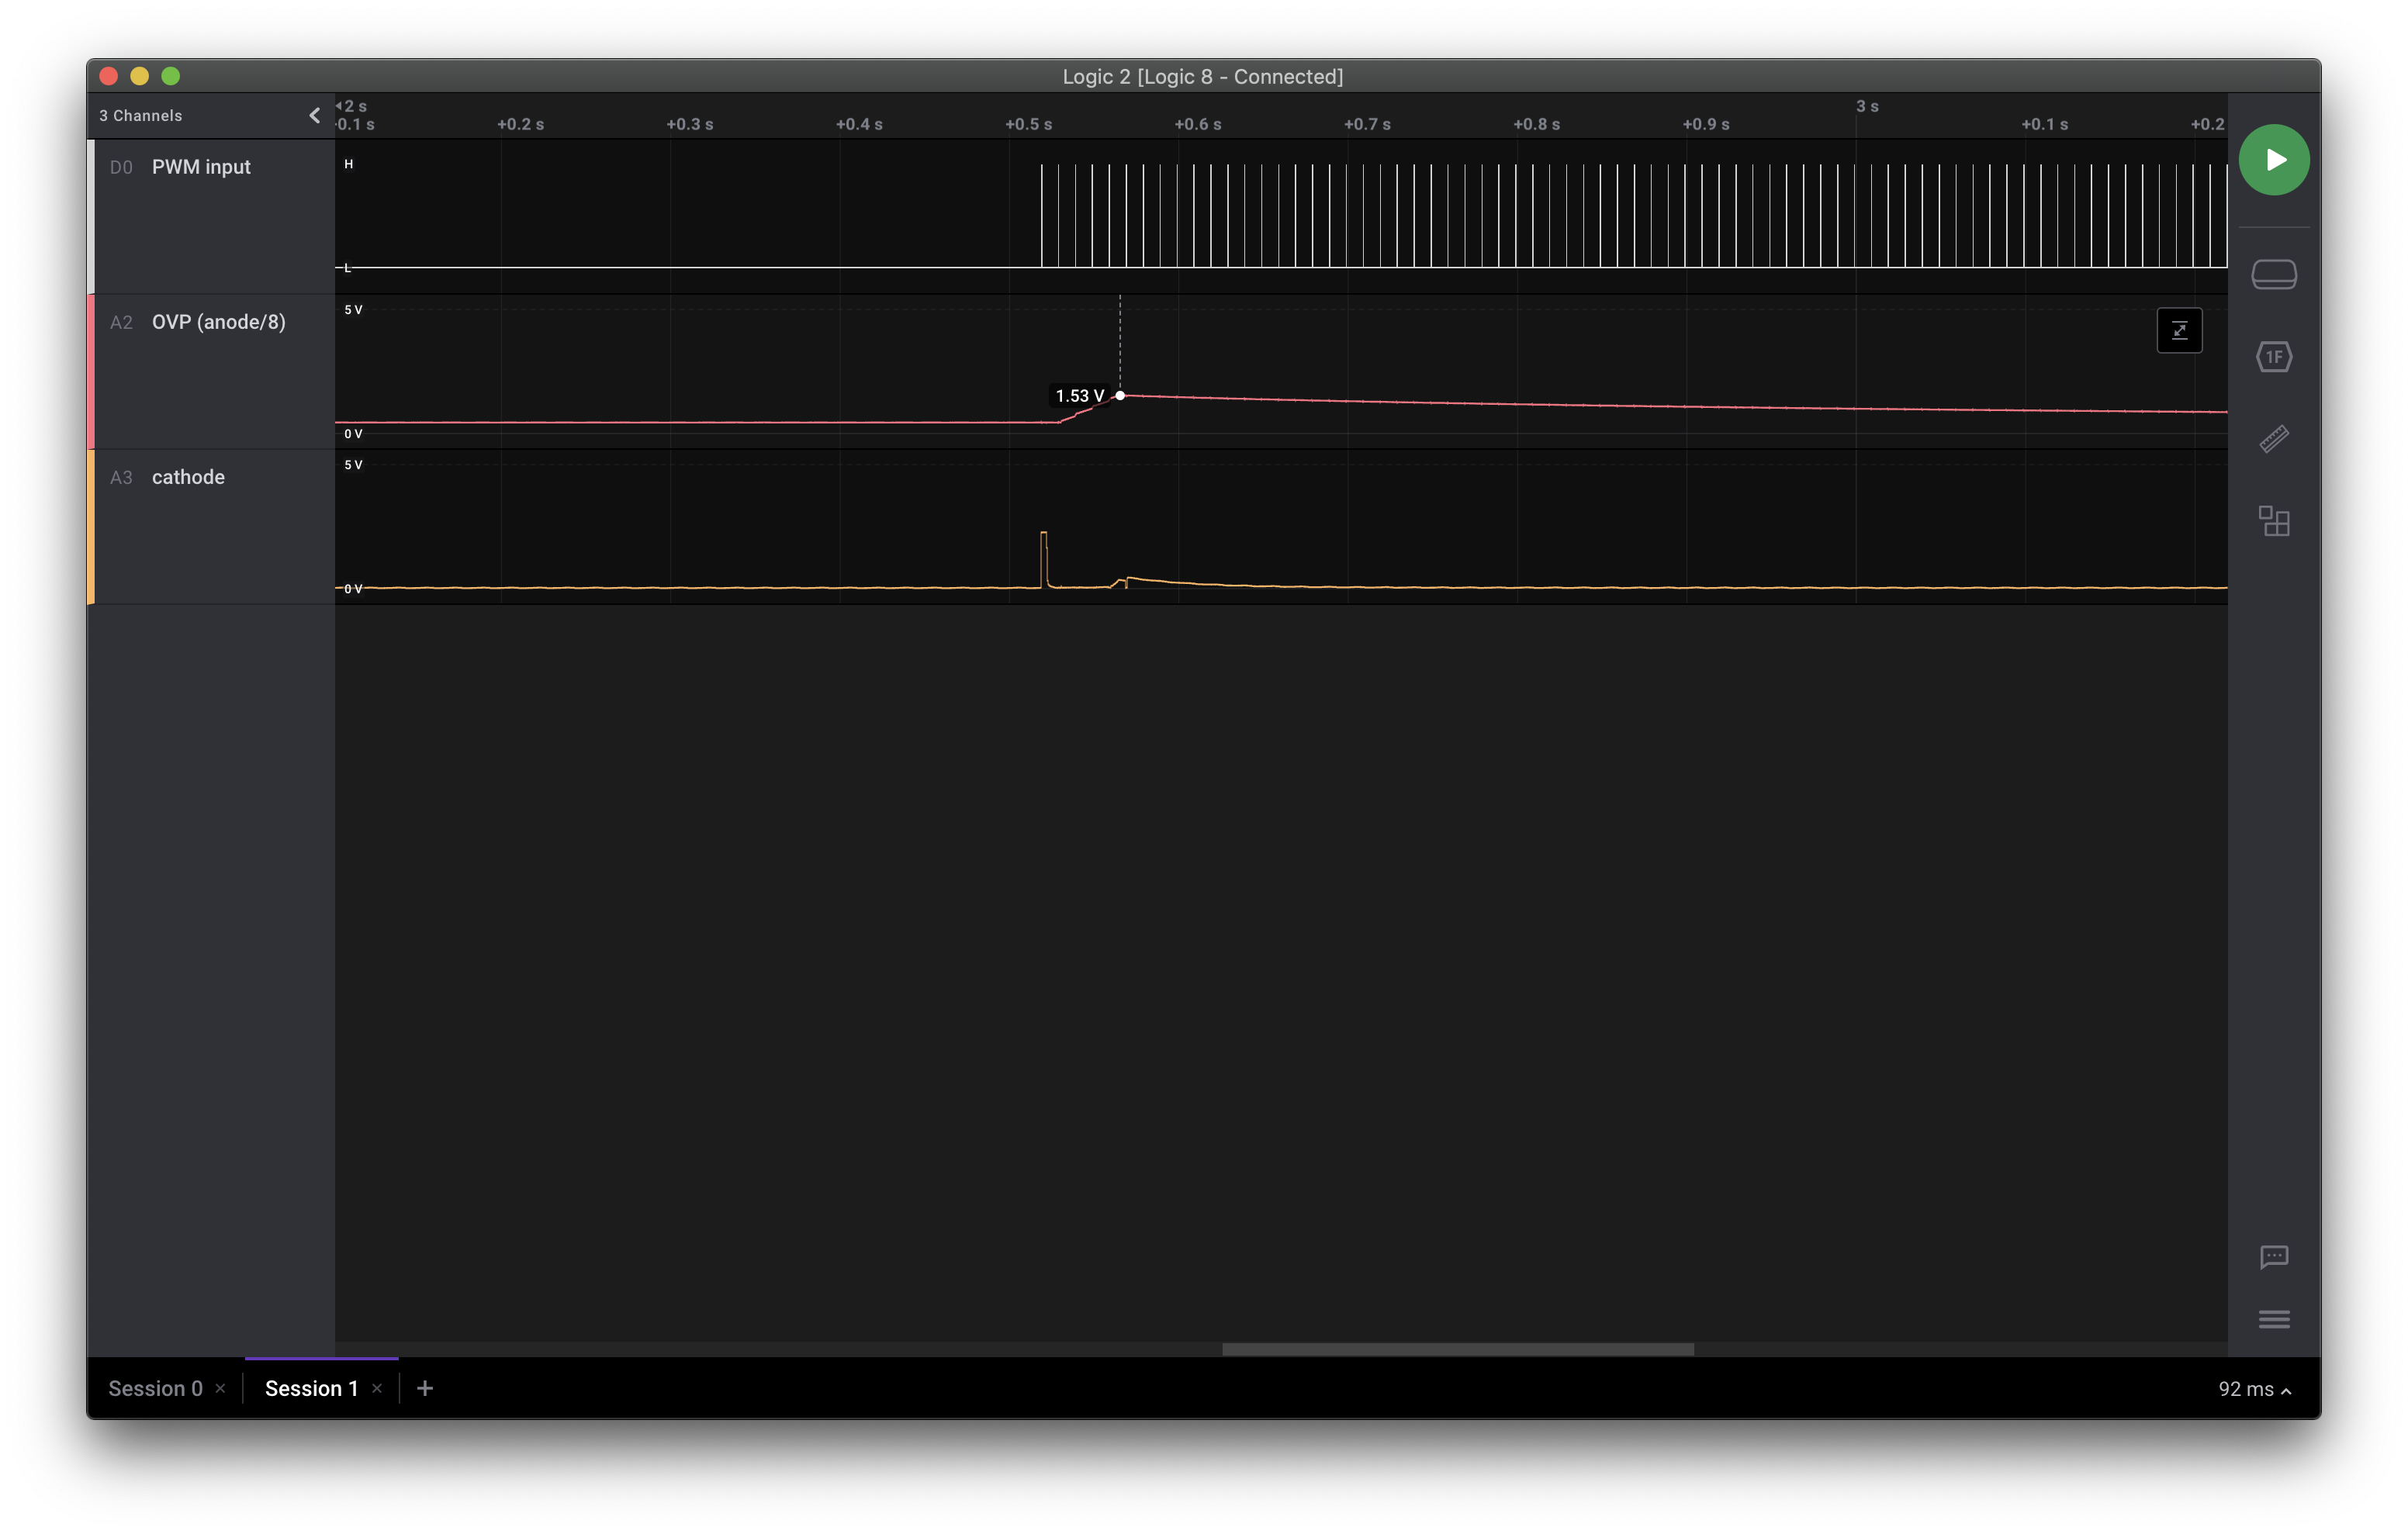 Logic 2 [Logic 8 - Connected]
3 Channels
2 s
3 s
0.1 s
+0.2 s
+0.3 s
+0.4 s
+0.5 s
+0.6 s
+0.7 s
+0.8 s
+0.9 s
+0.1 s
+0.2
D0 PWM input
H
L
A2 OVP (anode/8)
5 V
1.53 V
0 V
1F
A3 cathode
5 V
0 V
Session 0
Session 1
92 ms